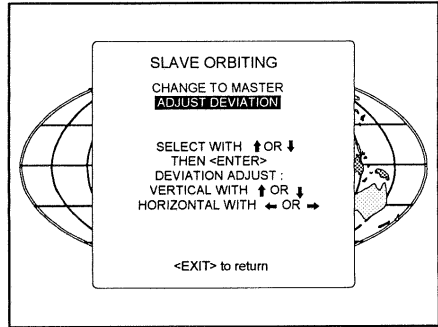 SLAVE ORBITING
CHANGE TO MASTER
ADJUST DEVIATION
SELECT WITH ↑ OR ↓
THEN <ENTER>
DEVIATION ADJUST :
VERTICAL WITH ↑ OR ↓
HORIZONTAL WITH ← OR →
<EXIT> to return